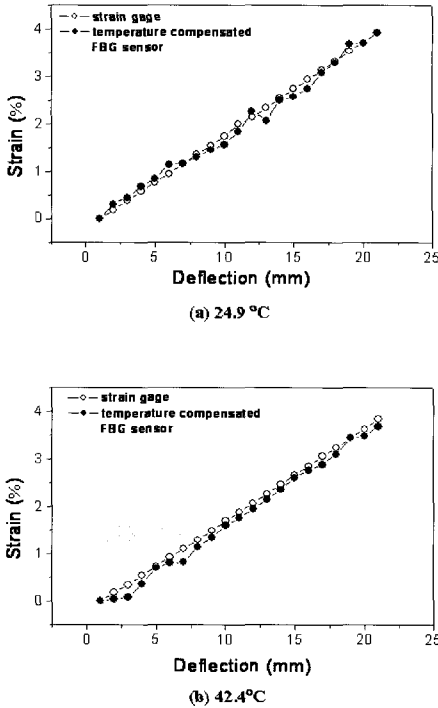 strain gage
temperature compensated
FBG sensor
4
3
2
1
0
Strain (%)
0 5 10 15 20 25
Deflection (mm)
(a) 24.9 °C
strain gage
temperature compensated
FBG sensor
4
3
2
1
0
Strain (%)
0 5 10 15 20 25
Deflection (mm)
(b) 42.4°C